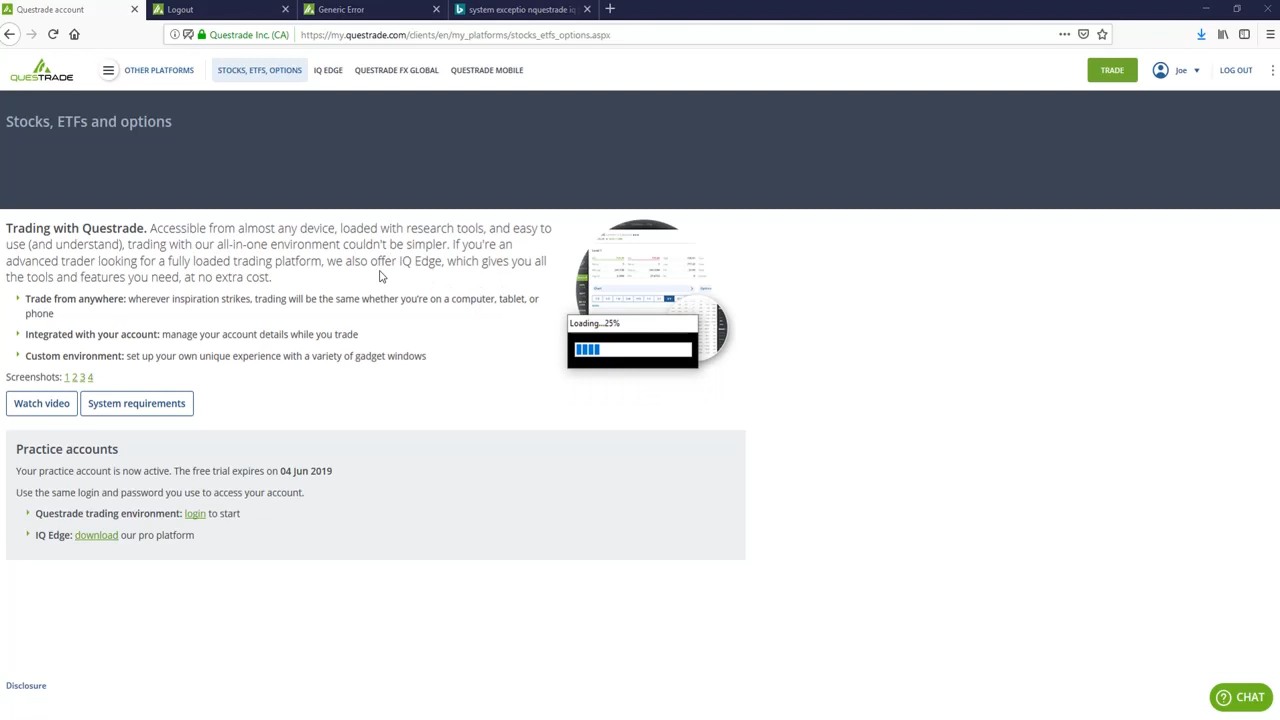 Questrade account
Logout
Generic Error
system exceptio nquestrade iq
Questrade Inc. (CA)
https://my.questrade.com/clients/en/my_platforms/stocks_etfs_options.aspx
QUESTRADE
OTHER PLATFORMS
STOCKS, ETFS, OPTIONS
IQ EDGE
QUESTRADE FX GLOBAL
QUESTRADE MOBILE
TRADE
Joe
LOG OUT
Stocks, ETFs and options
Trading with Questrade. Accessible from almost any device, loaded with research tools, and easy to
use (and understand), trading with our all-in-one environment couldn't be simpler. If you're an
advanced trader looking for a fully loaded trading platform, we also offer IQ Edge, which gives you all
the tools and features you need, at no extra cost.
Trade from anywhere: wherever inspiration strikes, trading will be the same whether you're on a computer, tablet, or
phone
Integrated with your account: manage your account details while you trade
Custom environment: set up your own unique experience with a variety of gadget windows
Screenshots: 1 2 3 4
Watch video
System requirements
Loading...25%
Practice accounts
Your practice account is now active. The free trial expires on 04 Jun 2019
Use the same login and password you use to access your account.
Questrade trading environment: login to start
IQ Edge: download our pro platform
Disclosure
CHAT